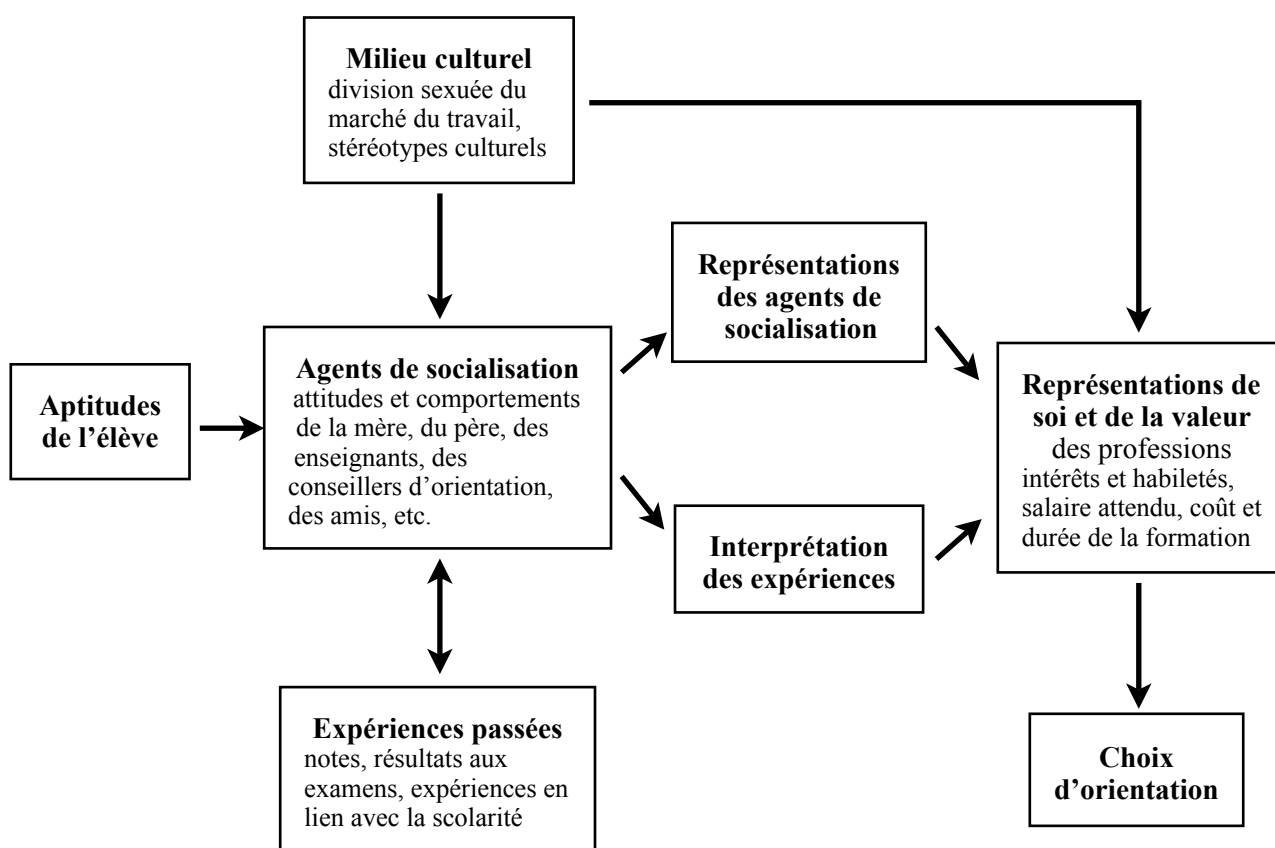 Milieu culturel
division sexuée du
marché du travail,
stéréotypes culturels
Représentations
des agents de
socialisation
Aptitudes
de l’élève
Agents de socialisation
attitudes et comportements
de la mère, du père, des
enseignants, des
conseillers d’orientation,
des amis, etc.
Représentations de
soi et de la valeur
des professions
intérêts et habiletés,
salaire attendu, coût et
durée de la formation
Interprétation
des expériences
Expériences passées
notes, résultats aux
examens, expériences en
lien avec la scolarité
Choix
d’orientation